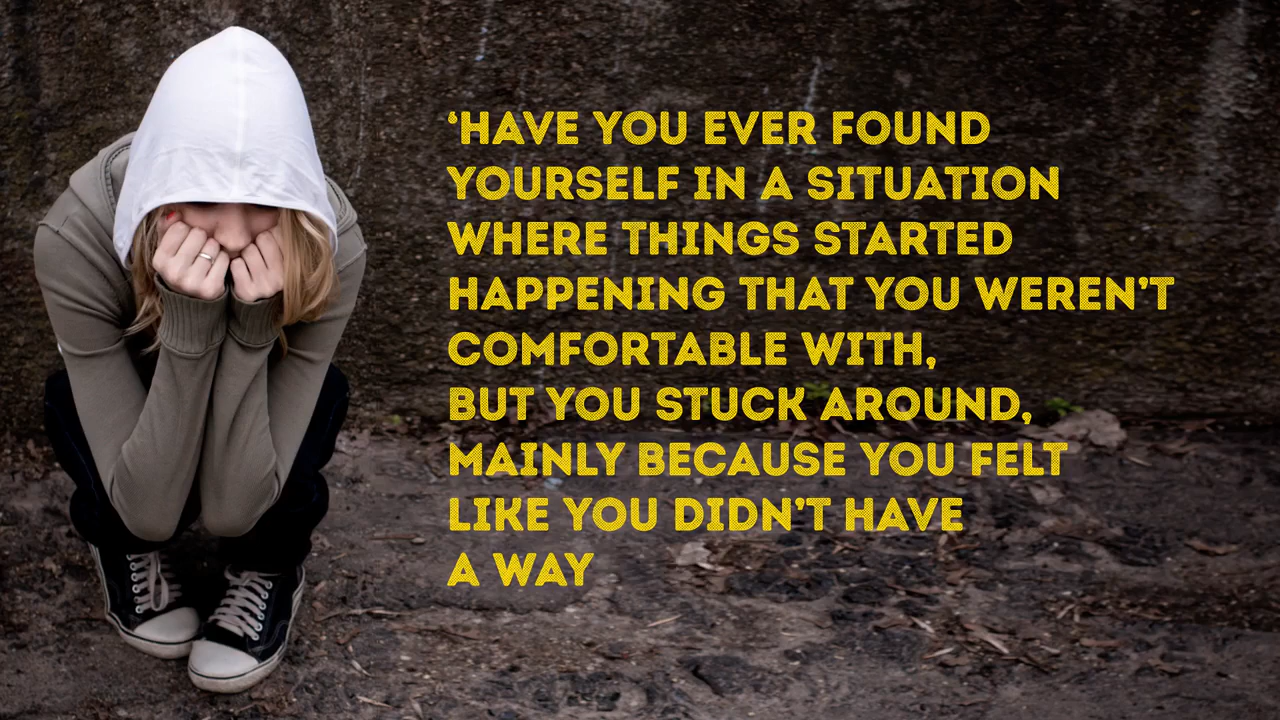 ‘HAVE YOU EVER FOUND
YOURSELF IN A SITUATION
WHERE THINGS STARTED
HAPPENING THAT YOU WEREN’T
COMFORTABLE WITH,
BUT YOU STUCK AROUND,
MAINLY BECAUSE YOU FELT
LIKE YOU DIDN’T HAVE
A WAY